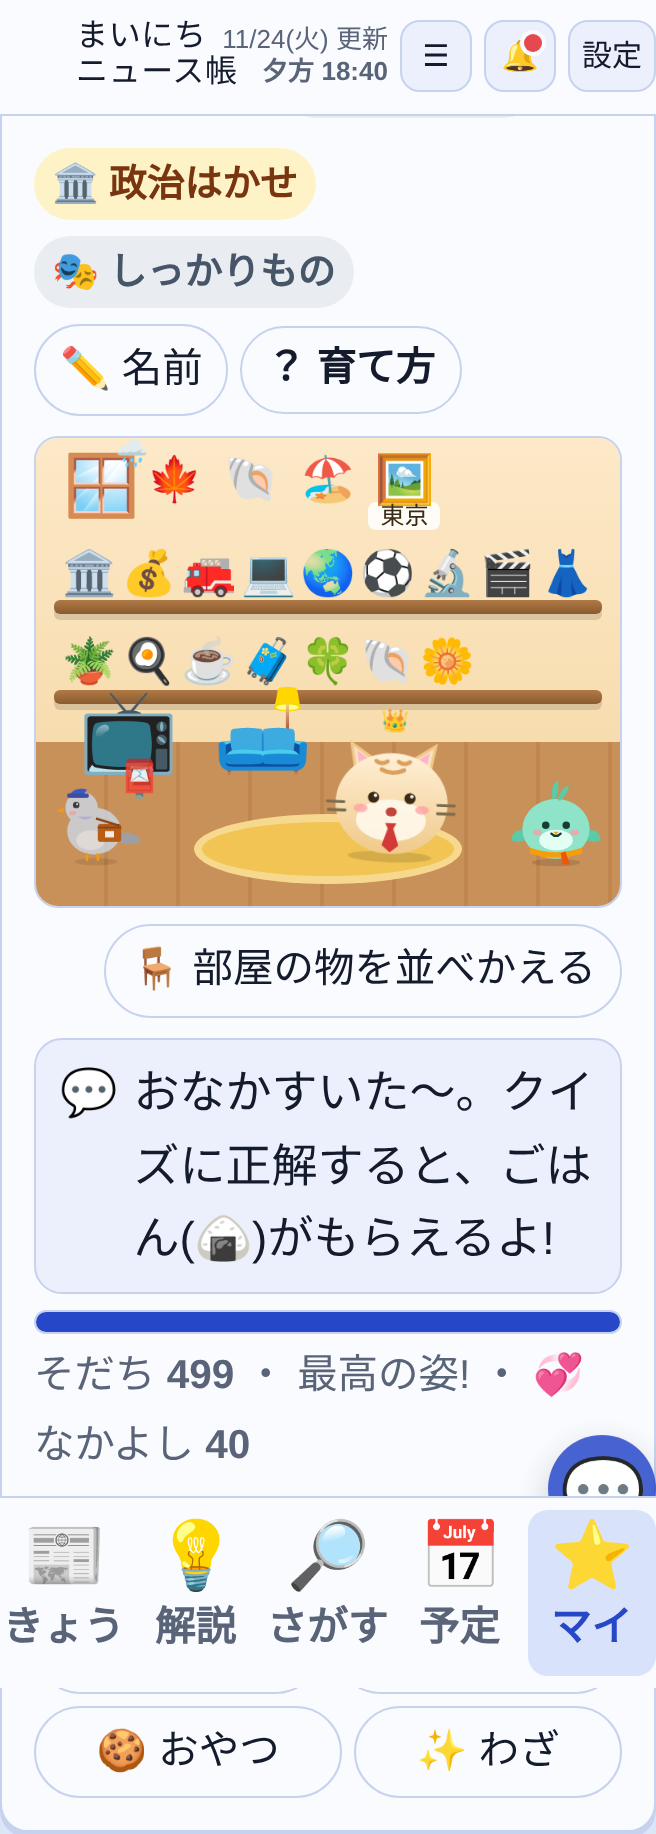 まいにち
ニュース帳
11/24(火) 更新
夕方 18:40
☰
設定
政治はかせ
しっかりもの
名前
? 育て方
東京
部屋の物を並べかえる
おなかすいた〜。クイ
ズに正解すると、ごは
ん(🍙)がもらえるよ!
そだち 499 ・ 最高の姿! ・ 💞
なかよし 40
July
17
きょう
解説
さがす
予定
マイ
おやつ
わざ